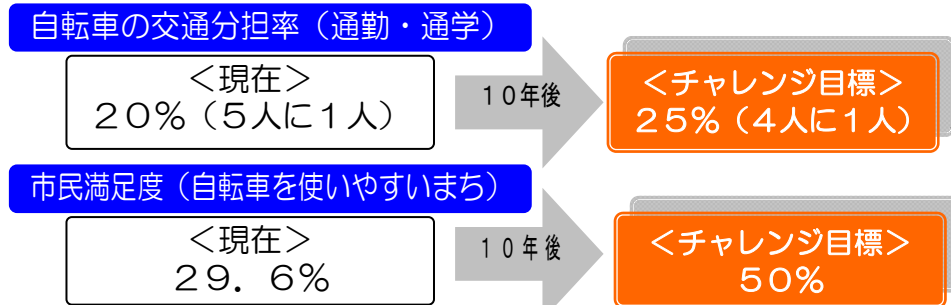 自転車の交通分担率（通勤・通学）
＜現在＞
２０％（５人に１人）
１０年後
＜チャレンジ目標＞
２５％（４人に１人）
市民満足度（自転車を使いやすいまち）
＜現在＞
２９．６％
１０年後
＜チャレンジ目標＞
５０％